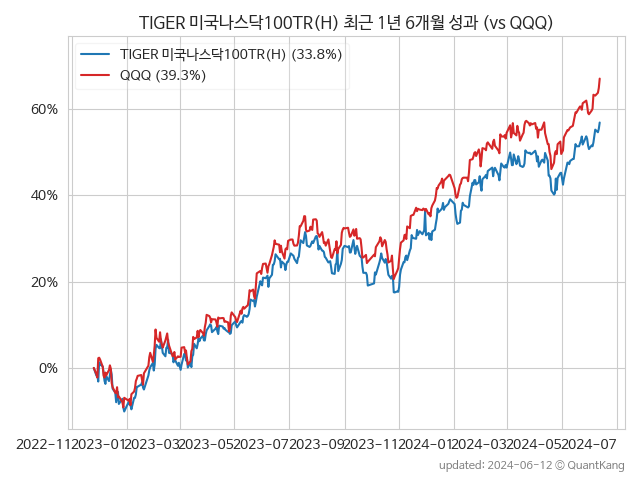 TIGER 미국나스닥100TR(H) 최근 1년 6개월 성과 (vs QQQ)
TIGER 미국나스닥100TR(H) (33.8%)
QQQ (39.3%)
60%
40%
20%
0%
2022-11 2023-01 2023-03 2023-05 2023-07 2023-09 2023-11 2024-01 2024-03 2024-05 2024-07
updated: 2024-06-12 © QuantKang